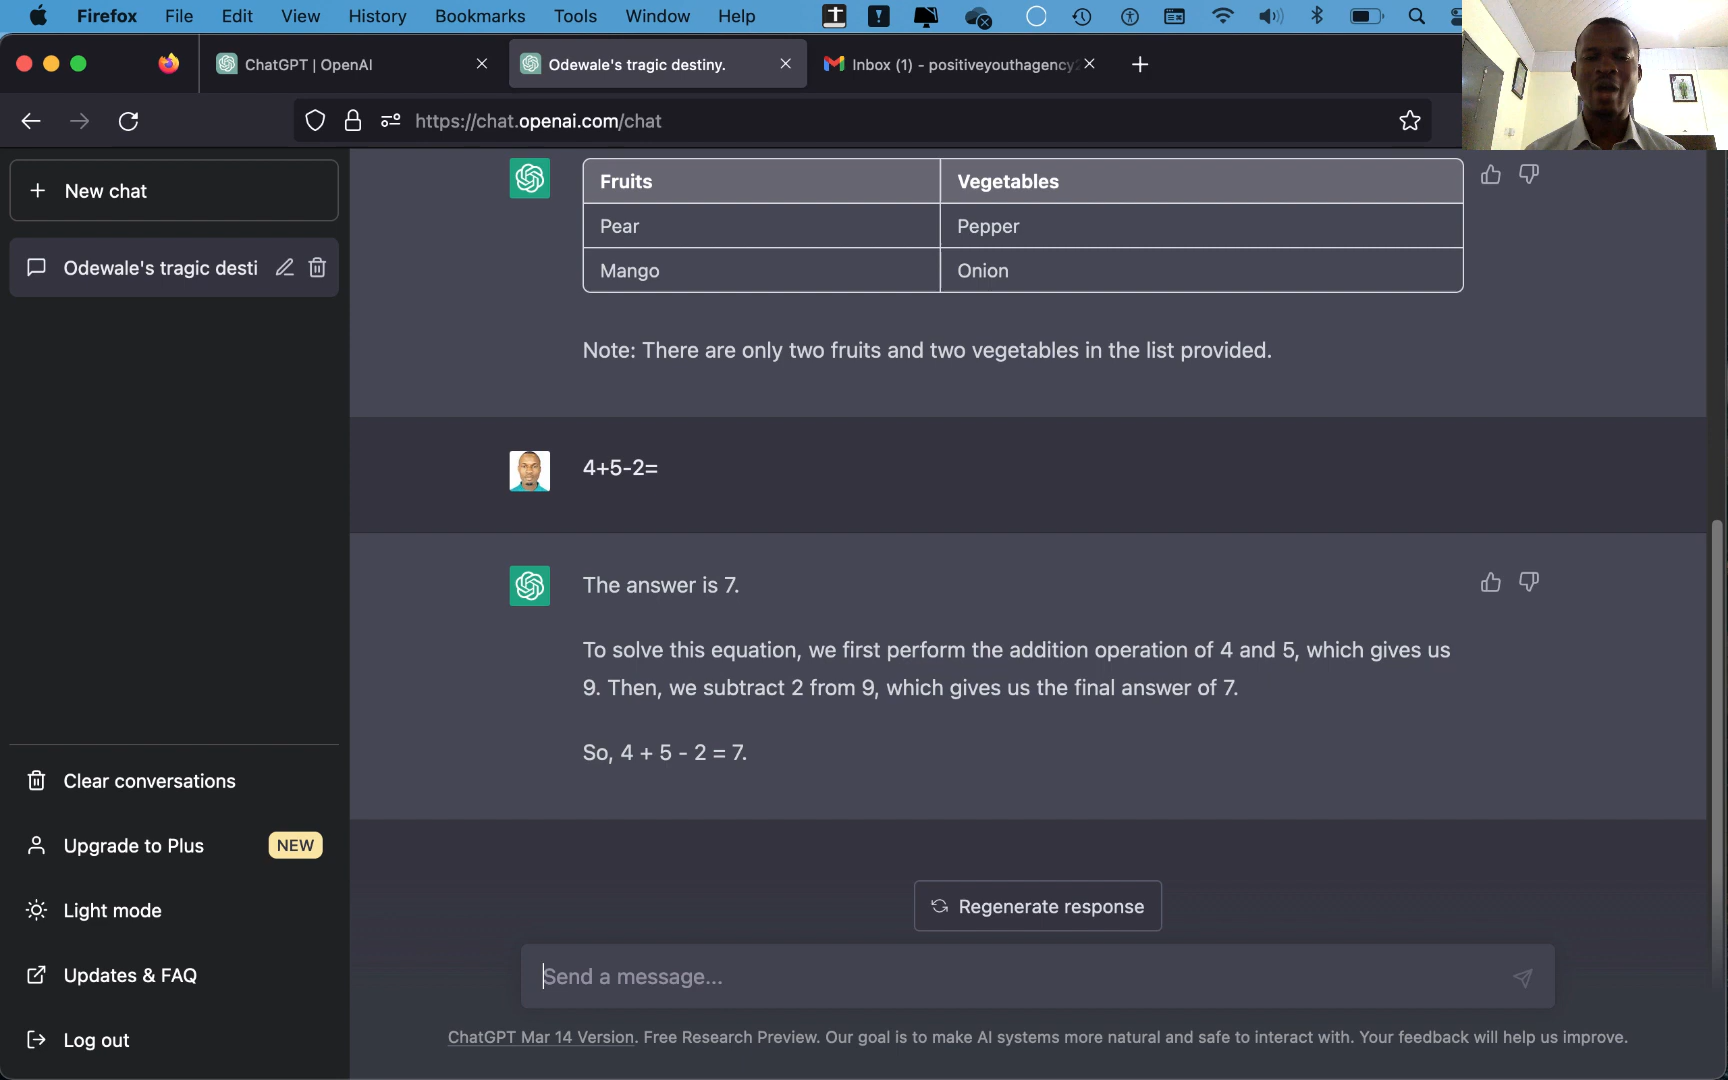 Firefox File Edit View History Bookmarks Tools Window Help
ChatGPT | OpenAI
Odewale's tragic destiny.
Inbox (1) - positiveyouthagency
https://chat.openai.com/chat
New chat
Odewale's tragic desti
Fruits Vegetables
Pear Pepper
Mango Onion
Note: There are only two fruits and two vegetables in the list provided.
4+5-2=
The answer is 7.
To solve this equation, we first perform the addition operation of 4 and 5, which gives us
9. Then, we subtract 2 from 9, which gives us the final answer of 7.
So, 4 + 5 - 2 = 7.
Clear conversations
Upgrade to Plus NEW
Light mode
Updates & FAQ
Log out
Regenerate response
Send a message...
ChatGPT Mar 14 Version. Free Research Preview. Our goal is to make AI systems more natural and safe to interact with. Your feedback will help us improve.